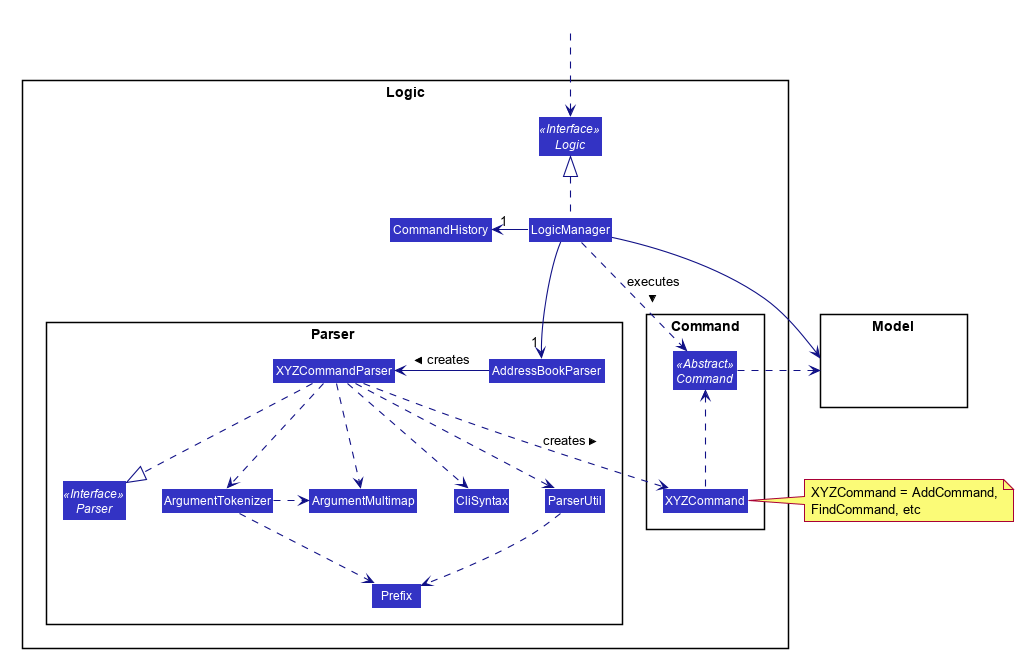 Logic
«Interface»
Logic
CommandHistory
1
LogicManager
executes
▼
Parser
1
XYZCommandParser
◄ creates
AddressBookParser
Command
«Abstract»
Command
Model
creates ►
«Interface»
Parser
ArgumentTokenizer
ArgumentMultimap
CliSyntax
ParserUtil
XYZCommand
XYZCommand = AddCommand,
FindCommand, etc
Prefix